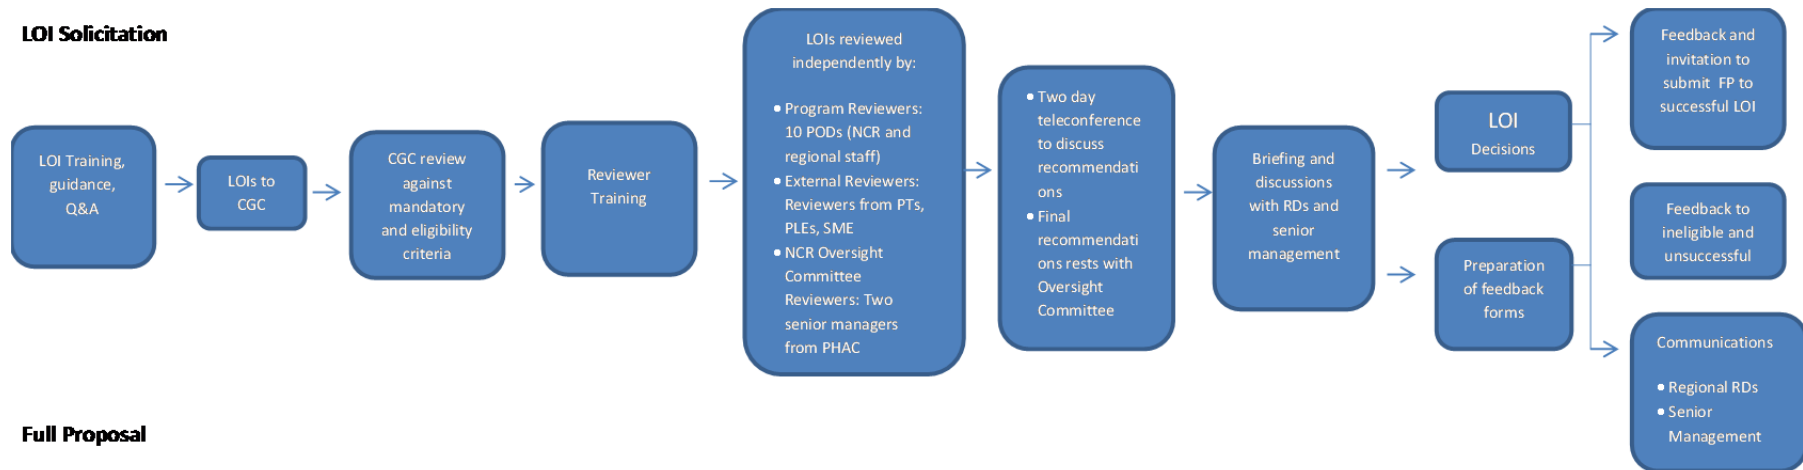 LOI Solicitation
LOI Training,
guidance,
Q&A
LOIs to
CGC
CGC review
against
mandatory
and eligibility
criteria
Reviewer
Training
LOIs reviewed
independently by:
• Program Reviewers:
10 PODs (NCR and
regional staff)
• External Reviewers:
Reviewers from PTs,
PLEs, SME
• NCR Oversight
Committee
Reviewers: Two
senior managers
from PHAC
• Two day
teleconference
to discuss
recommendati
ons
• Final
recommendati
ons rests with
Oversight
Committee
Briefing and
discussions
with RDs and
senior
management
LOI
Decisions
Preparation
of feedback
forms
Feedback and
invitation to
submit FP to
successful LOI
Feedback to
ineligible and
unsuccessful
Communications
• Regional RDs
• Senior
Management
Full Proposal